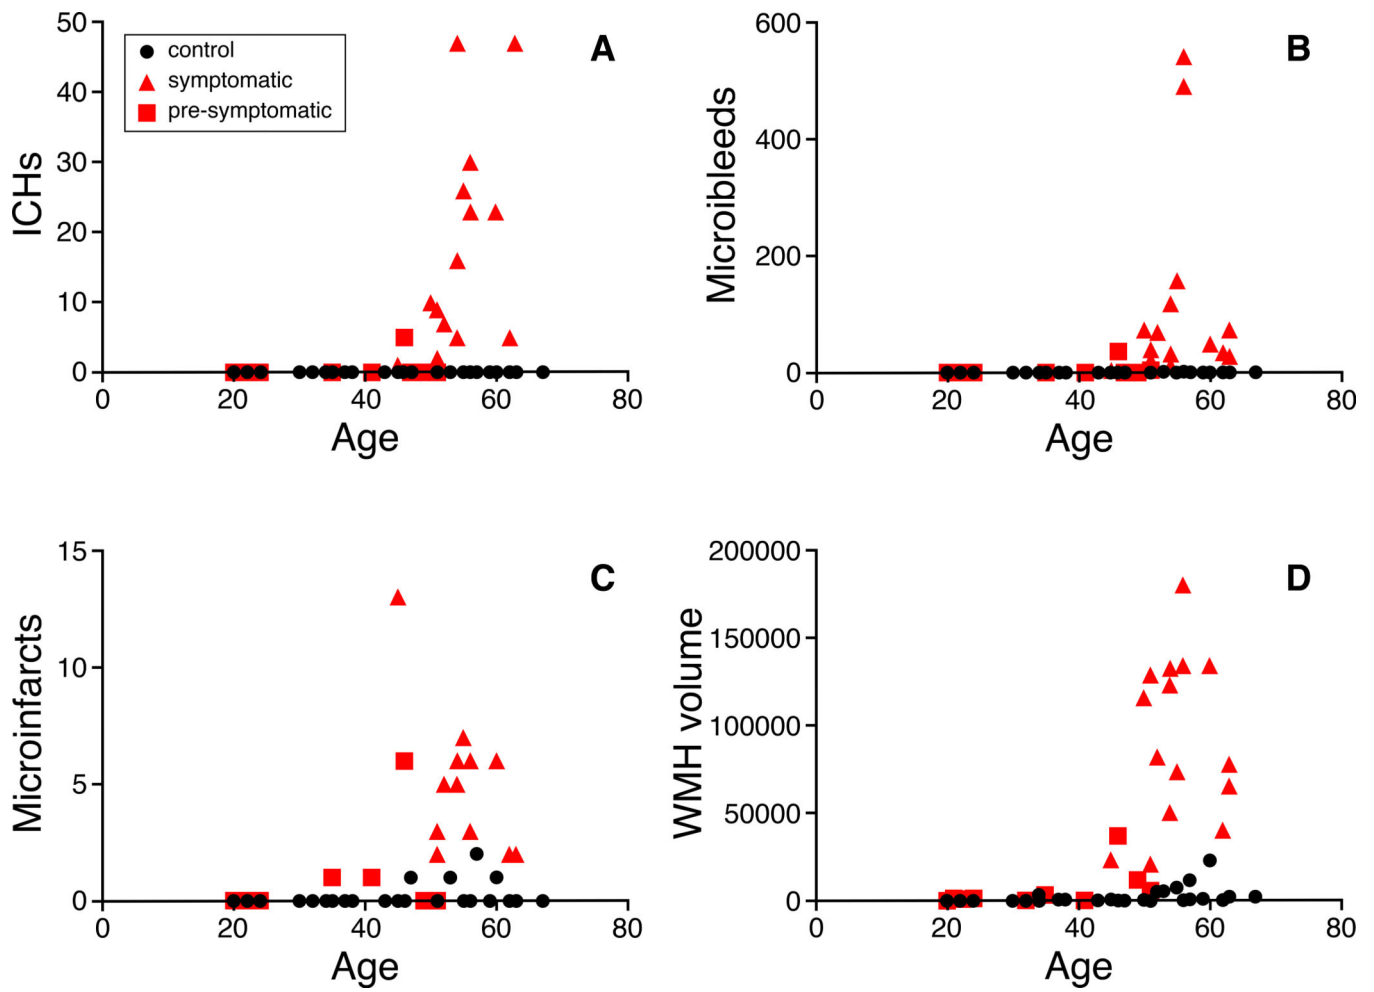 A
control
symptomatic
pre-symptomatic
50
40
30
20
10
0
ICHs
0 20 40 60 80
Age
B
600
400
200
0
Microibleeds
0 20 40 60 80
Age
C
15
10
5
0
Microinfarcts
0 20 40 60 80
Age
D
200000
150000
100000
50000
0
WMH volume
0 20 40 60 80
Age